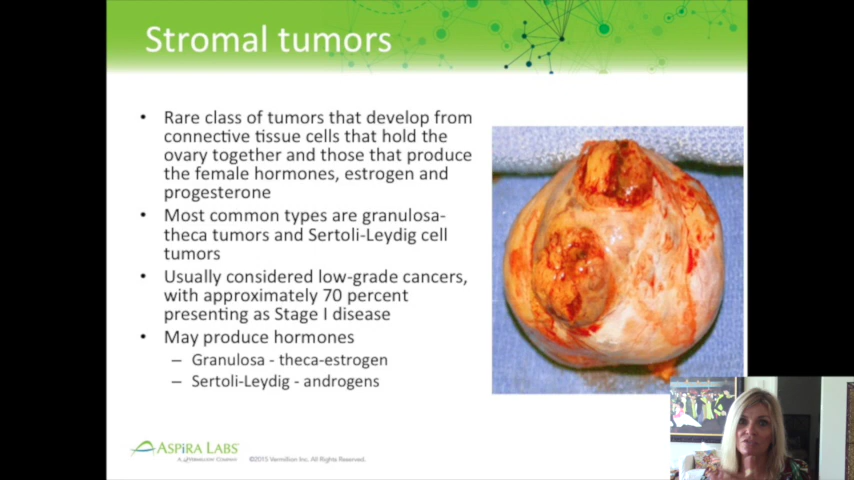 Stromal tumors
• Rare class of tumors that develop from
connective tissue cells that hold the
ovary together and those that produce
the female hormones, estrogen and
progesterone
• Most common types are granulosa-
theca tumors and Sertoli-Leydig cell
tumors
• Usually considered low-grade cancers,
with approximately 70 percent
presenting as Stage I disease
• May produce hormones
– Granulosa - theca-estrogen
– Sertoli-Leydig - androgens
ASPiRA LABS
A Vermillion Company
©2015 Vermillion Inc. All Rights Reserved.